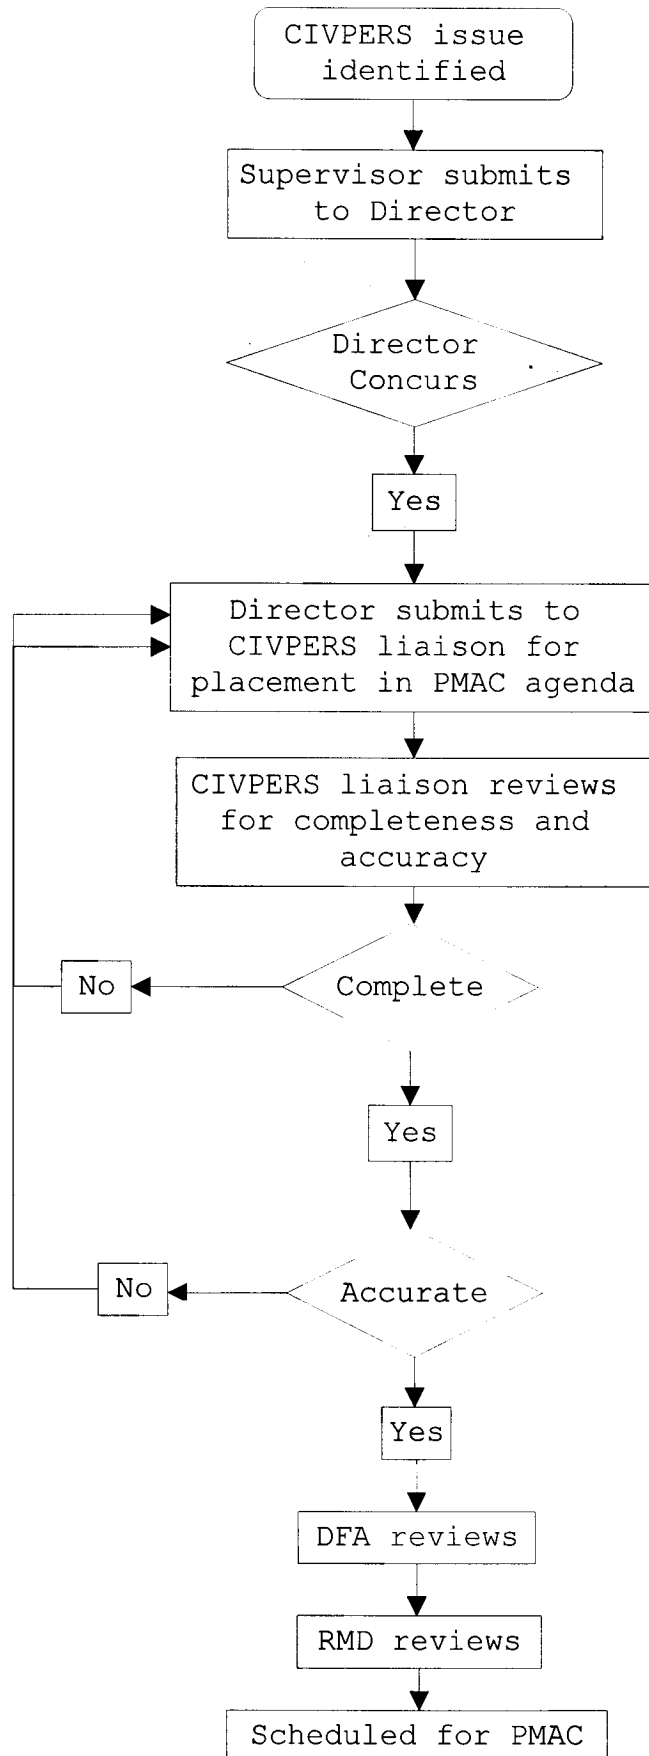 CIVPERS issue
identified
Supervisor submits
to Director
Director
Concurs
Yes
Director submits to
CIVPERS liaison for
placement in PMAC agenda
CIVPERS liaison reviews
for completeness and
accuracy
No
Complete
Yes
No
Accurate
Yes
DFA reviews
RMD reviews
Scheduled for PMAC